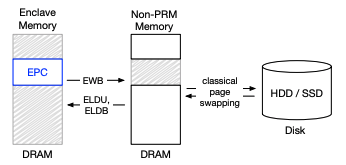 Enclave
Memory
Non-PRM
Memory
EPC
EWB
ELDU,
ELDB
classical
page
swapping
HDD / SSD
Disk
DRAM
DRAM